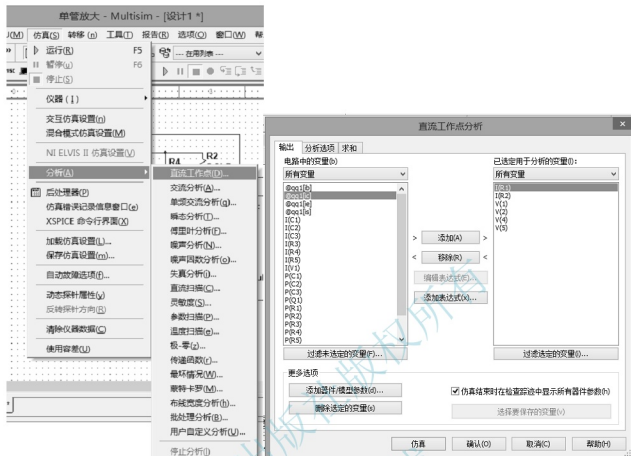 单管放大 - Multisim - [设计1 *]
(M) 仿真(S) 转移(n) 工具(T) 报告(R) 选项(O) 窗口(W) 帮
运行(R) F5
暂停(u) F6
停止(S)
仪器(I)
交互仿真设置(n)
混合模式仿真设置(M)
NI ELVIS II 仿真设置(V)
分析(A)
后处理器(P)
仿真错误记录信息窗口(e)
XSPICE 命令行界面(X)
加载仿真设置(L)...
保存仿真设置(m)...
自动故障选项(f)...
动态探针属性(y)
反转探针方向(R)
清除仪器数据(C)
使用容差(U)
--- 在用列表 ---
R4
R2
直流工作点(D)...
交流分析(A)...
单频交流分析(q)...
瞬态分析(T)...
傅里叶分析(F)...
噪声分析(N)...
噪声因数分析(o)...
失真分析(i)...
直流扫描(C)...
灵敏度(S)...
参数扫描(P)...
温度扫描(e)...
极-零(z)...
传递函数(r)...
最坏情况(W)...
蒙特卡罗(M)...
布线宽度分析(h)...
批处理分析(B)...
用户自定义分析(U)...
停止分析(l)
直流工作点分析
输出 分析选项 求和
电路中的变量(b)
所有变量
@qq1[b]
@qq1[c]
@qq1[e]
@qq1[s]
I(C1)
I(C2)
I(C3)
I(R3)
I(R4)
I(R5)
I(V1)
P(C1)
P(C2)
P(C3)
P(Q1)
P(R1)
P(R2)
P(R3)
P(R4)
P(R5)
过滤未选定的变量(F)...
> 添加(A) >
< 移除(R) <
编辑表达式(E)...
添加表达式(x)...
已选定用于分析的变量(l):
所有变量
I(R1)
I(R2)
V(1)
V(2)
V(4)
V(5)
过滤选定的变量(i)...
更多选项
添加器件/模型参数(d)...
删除选定的变量(s)
仿真结束时在检查踪迹中显示所有器件参数(h)
选择要保存的变量(v)
仿真 确认(O) 取消(C) 帮助(H)